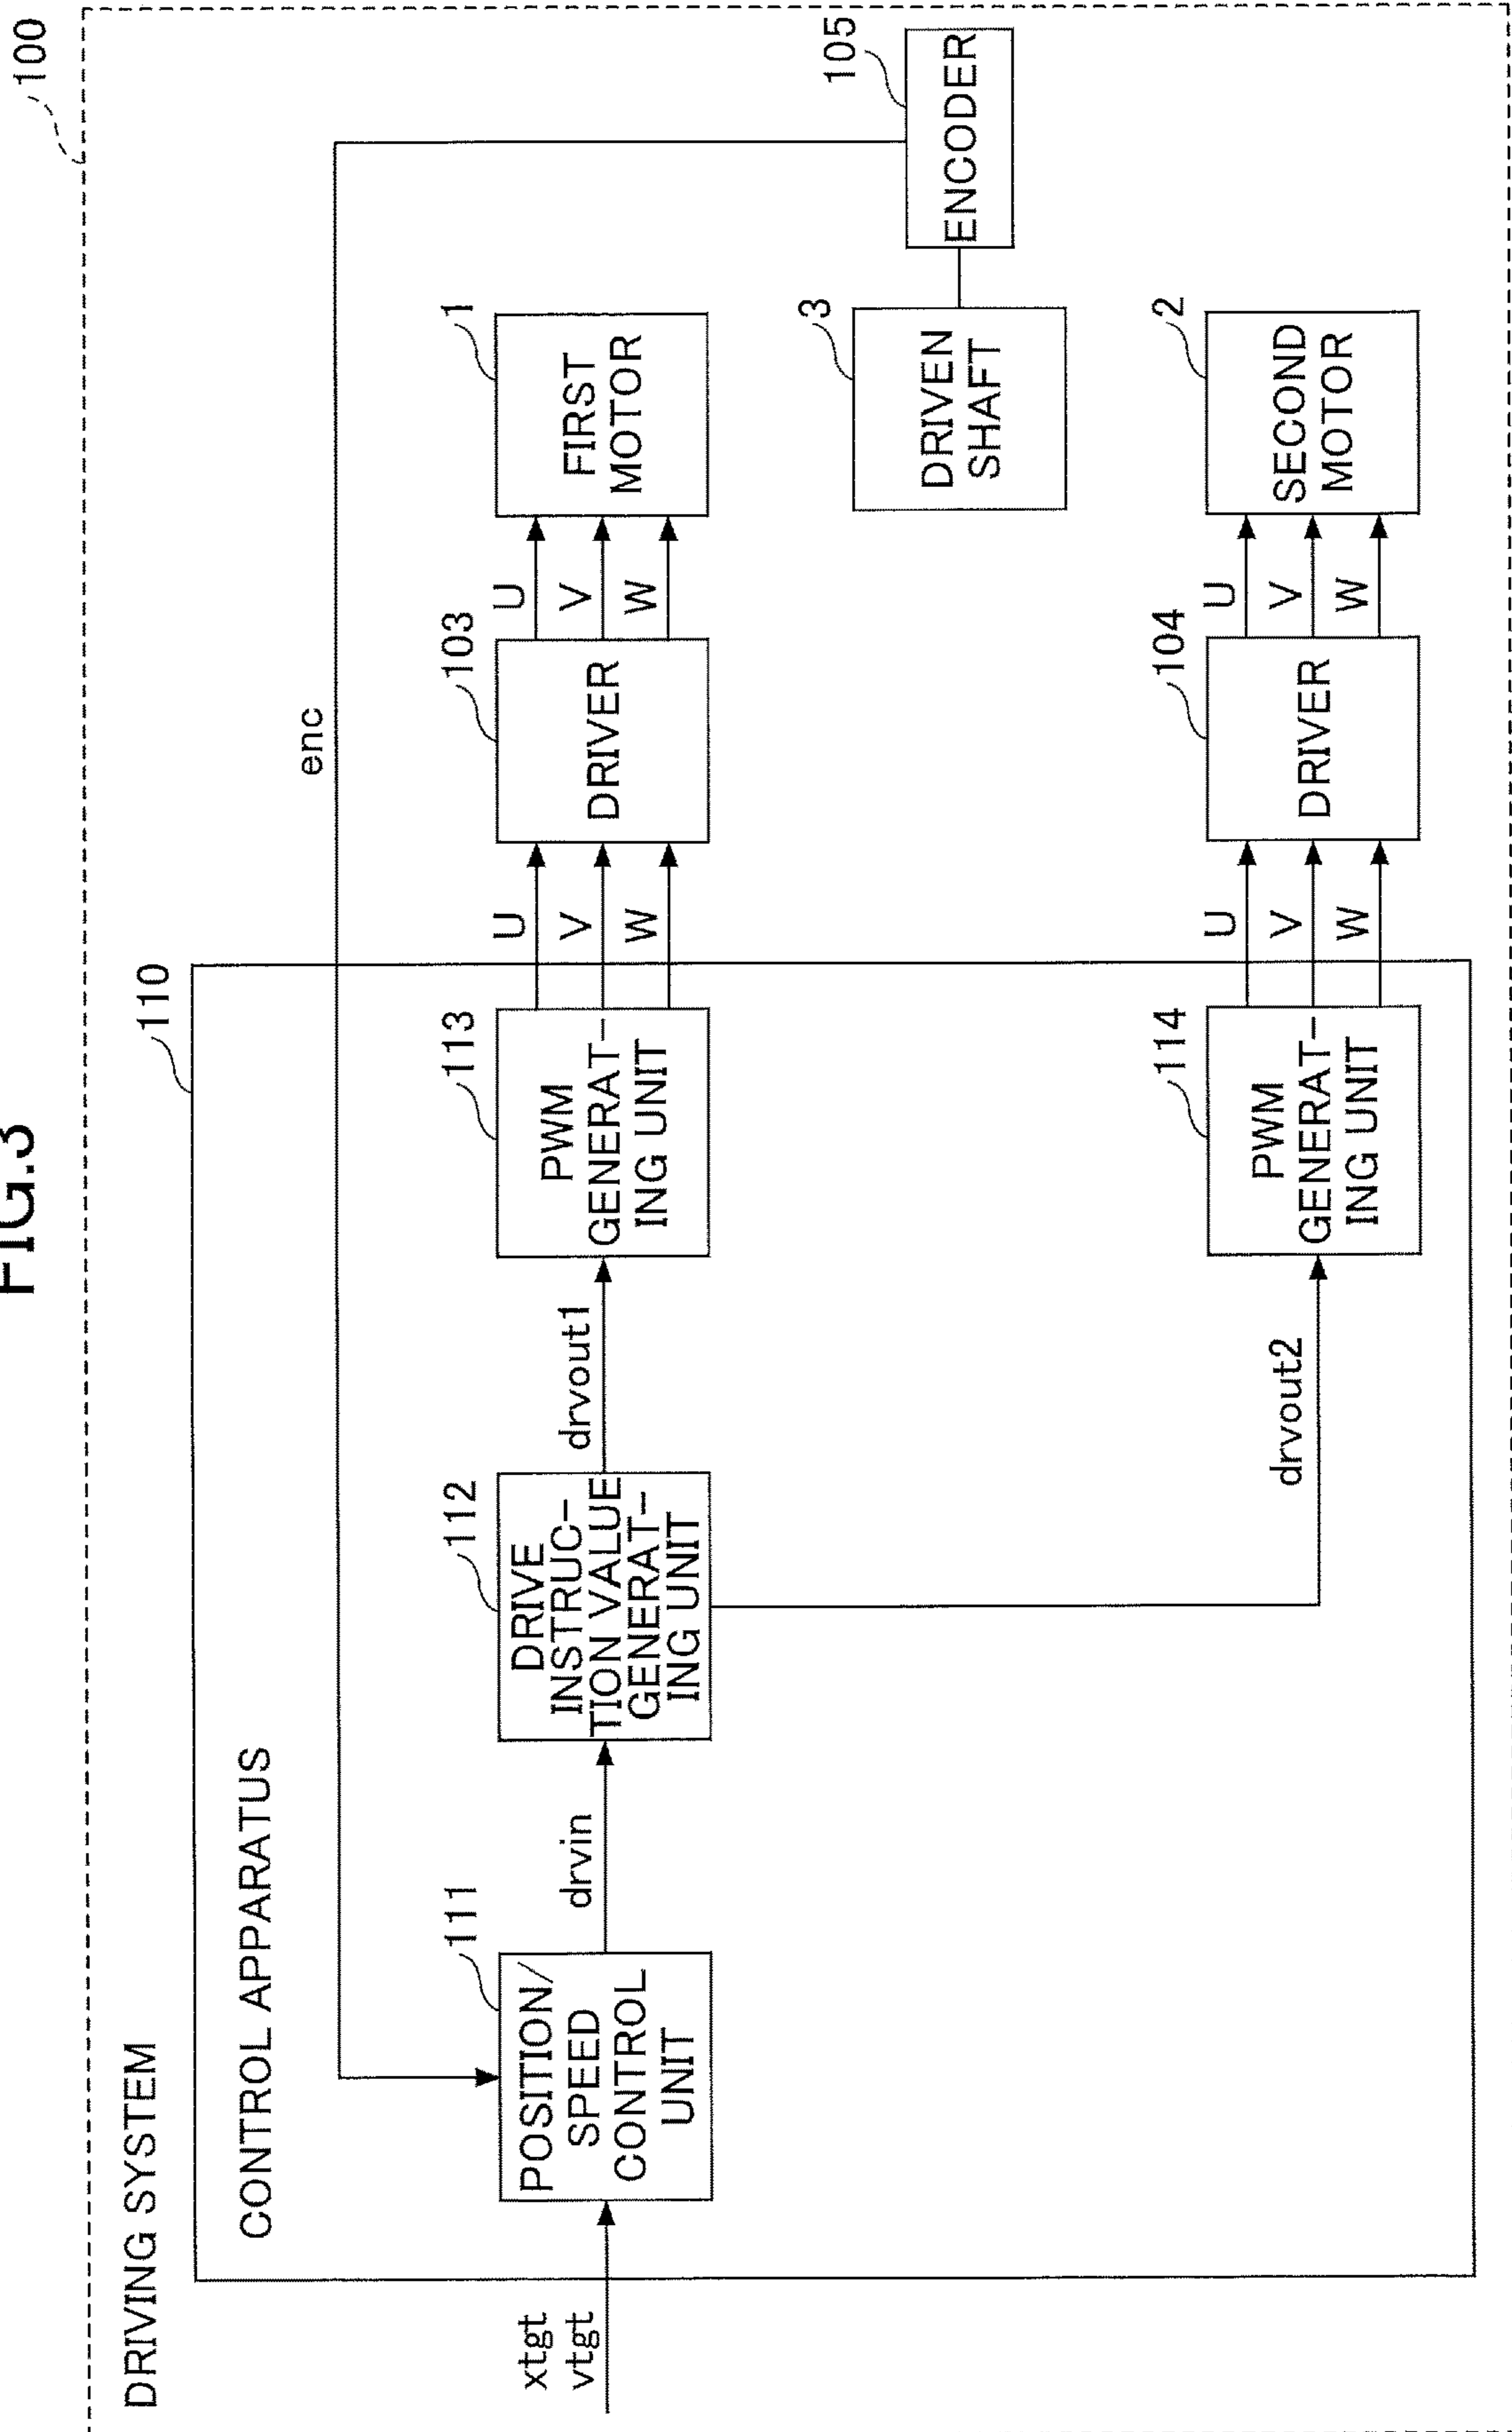 FIG.3
100
DRIVING SYSTEM
110
CONTROL APPARATUS
enc
105
ENCODER
xtgt
vtgt
111
POSITION/
SPEED
CONTROL
UNIT
drvin
112
DRIVE
INSTRUC-
TION VALUE
GENERAT-
ING UNIT
drvout1
113
PWM
GENERAT-
ING UNIT
U
V
W
103
DRIVER
U
V
W
1
FIRST
MOTOR
3
DRIVEN
SHAFT
drvout2
114
PWM
GENERAT-
ING UNIT
U
V
W
104
DRIVER
U
V
W
2
SECOND
MOTOR